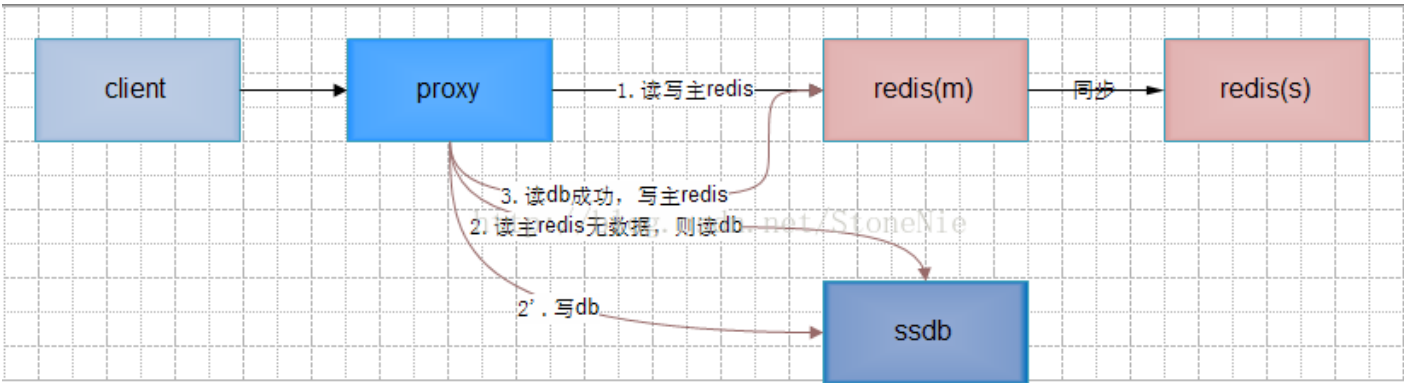 client
proxy
1.读写主redis
redis(m)
同步
redis(s)
3.读db成功，写主redis
2.读主redis无数据，则读db
2'.写db
ssdb